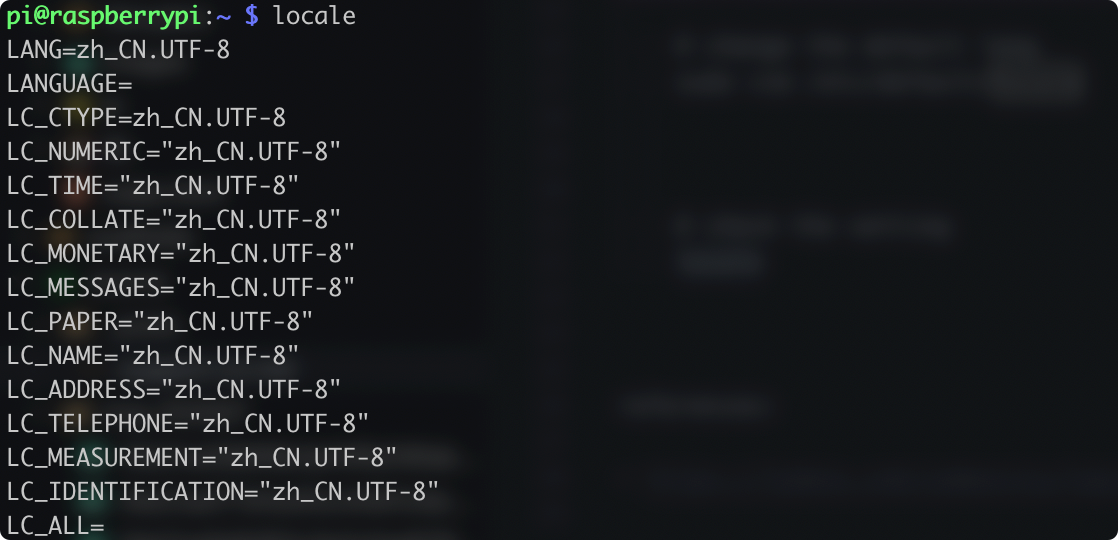 pi@raspberrypi:~ $ locale
LANG=zh_CN.UTF-8
LANGUAGE=
LC_CTYPE=zh_CN.UTF-8
LC_NUMERIC="zh_CN.UTF-8"
LC_TIME="zh_CN.UTF-8"
LC_COLLATE="zh_CN.UTF-8"
LC_MONETARY="zh_CN.UTF-8"
LC_MESSAGES="zh_CN.UTF-8"
LC_PAPER="zh_CN.UTF-8"
LC_NAME="zh_CN.UTF-8"
LC_ADDRESS="zh_CN.UTF-8"
LC_TELEPHONE="zh_CN.UTF-8"
LC_MEASUREMENT="zh_CN.UTF-8"
LC_IDENTIFICATION="zh_CN.UTF-8"
LC_ALL=